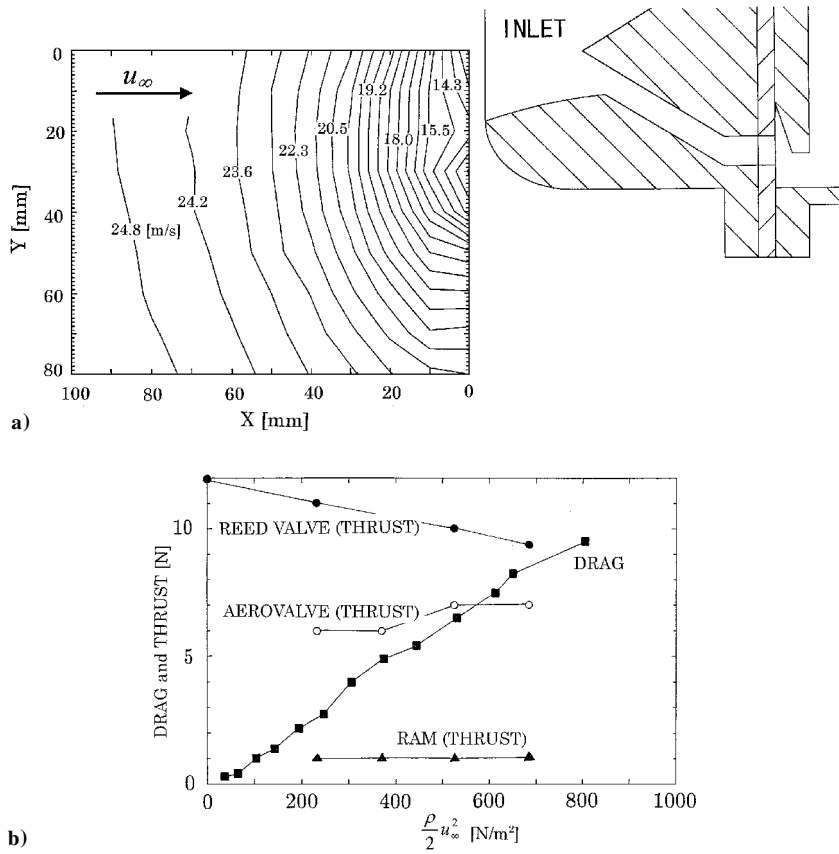 INLET
0
20
40
60
80
Y [mm]
u∞
19.2
14.3
20.5
15.5
22.3
18.0
23.6
24.2
24.8 [m/s]
100
80
60
40
20
0
X [mm]
a)
10
5
0
DRAG and THRUST [N]
REED VALVE (THRUST)
DRAG
AEROVALVE (THRUST)
RAM (THRUST)
0
200
400
600
800
1000
ρ/2 u∞² [N/m²]
b)